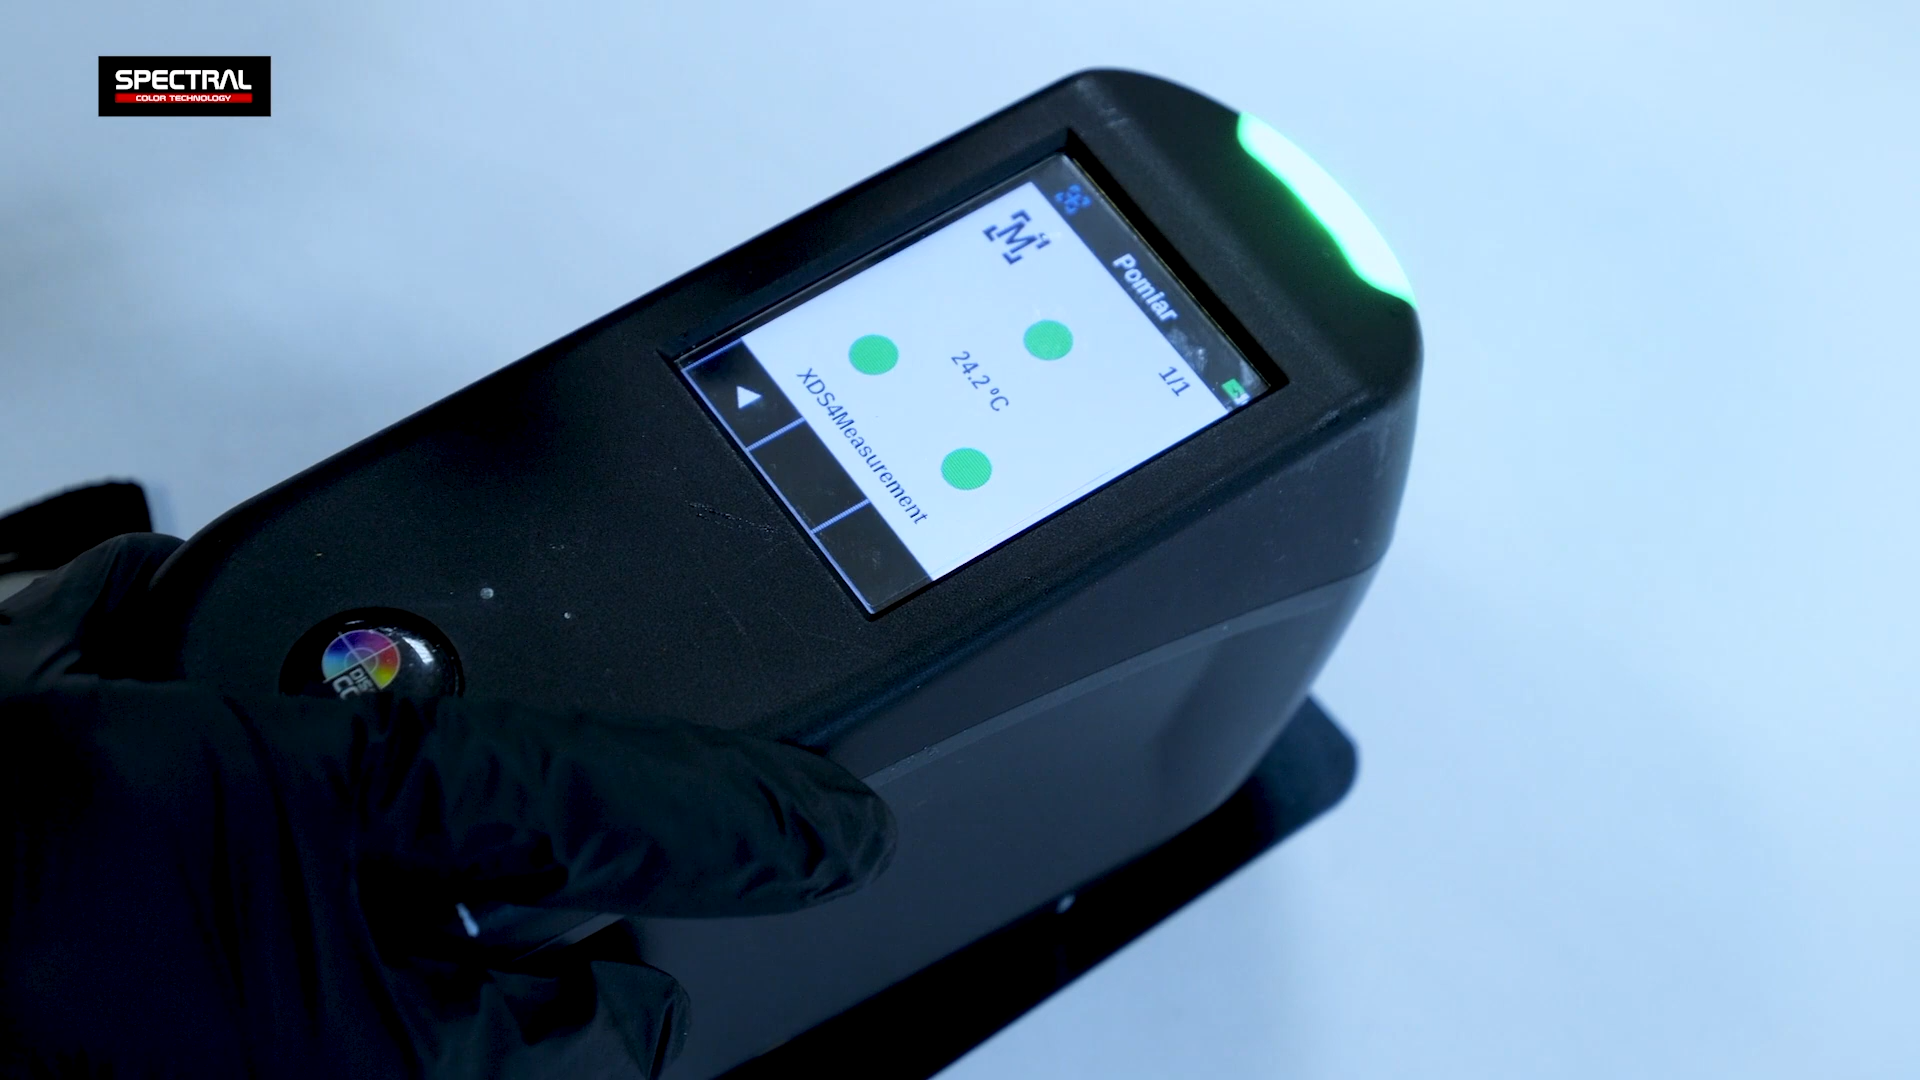 SPECTRAL
COLOR TECHNOLOGY
Pomiar
1/1
M
24.2 °C
XDS4Measurement